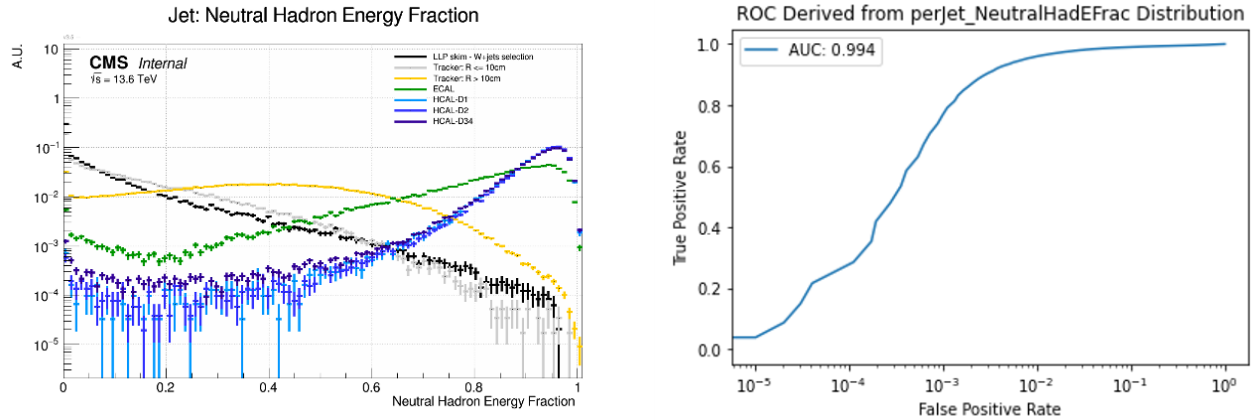 Jet: Neutral Hadron Energy Fraction
A.U.
10
CMS Internal
√s = 13.6 TeV
LLP skim - W+jets selection
Tracker: R <= 10cm
Tracker: R > 10cm
ECAL
HCAL-D1
HCAL-D2
HCAL-D34
1
10⁻¹
10⁻²
10⁻³
10⁻⁴
10⁻⁵
0 0.2 0.4 0.6 0.8 1
Neutral Hadron Energy Fraction
ROC Derived from perJet_NeutralHadEFrac Distribution
AUC: 0.994
True Positive Rate
1.0
0.8
0.6
0.4
0.2
0.0
10⁻⁵ 10⁻⁴ 10⁻³ 10⁻² 10⁻¹ 10⁰
False Positive Rate